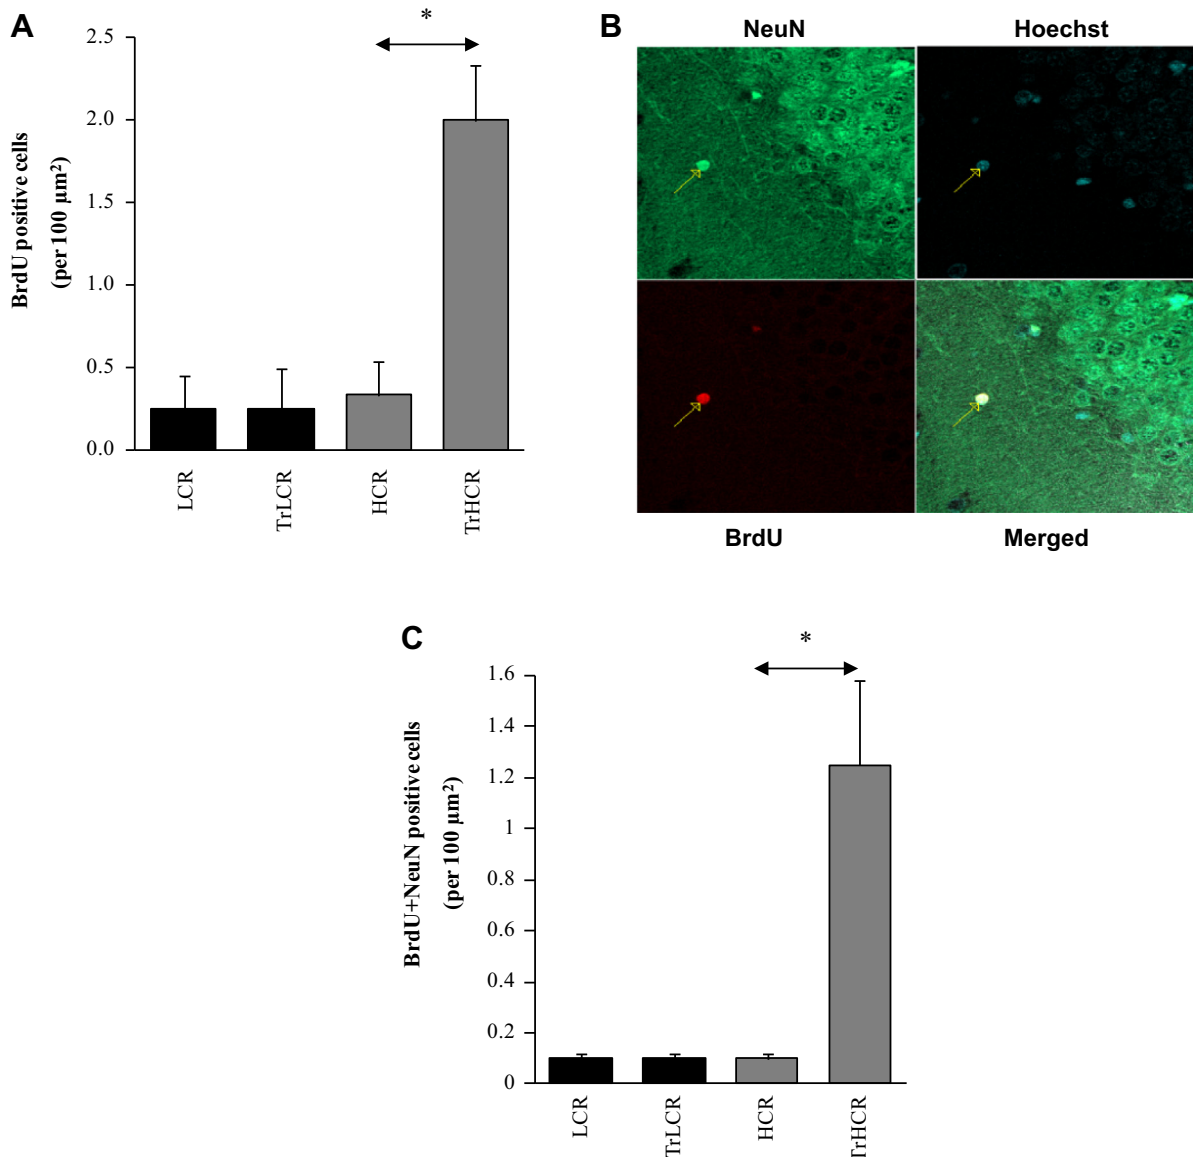 A
*
BrdU positive cells
(per 100 µm²)
2.5
2.0
1.5
1.0
0.5
0.0
LCR
TrLCR
HCR
TrHCR
B
NeuN
Hoechst
BrdU
Merged
C
*
BrdU+NeuN positive cells
(per 100 µm²)
1.6
1.4
1.2
1
0.8
0.6
0.4
0.2
0
LCR
TrLCR
HCR
TrHCR